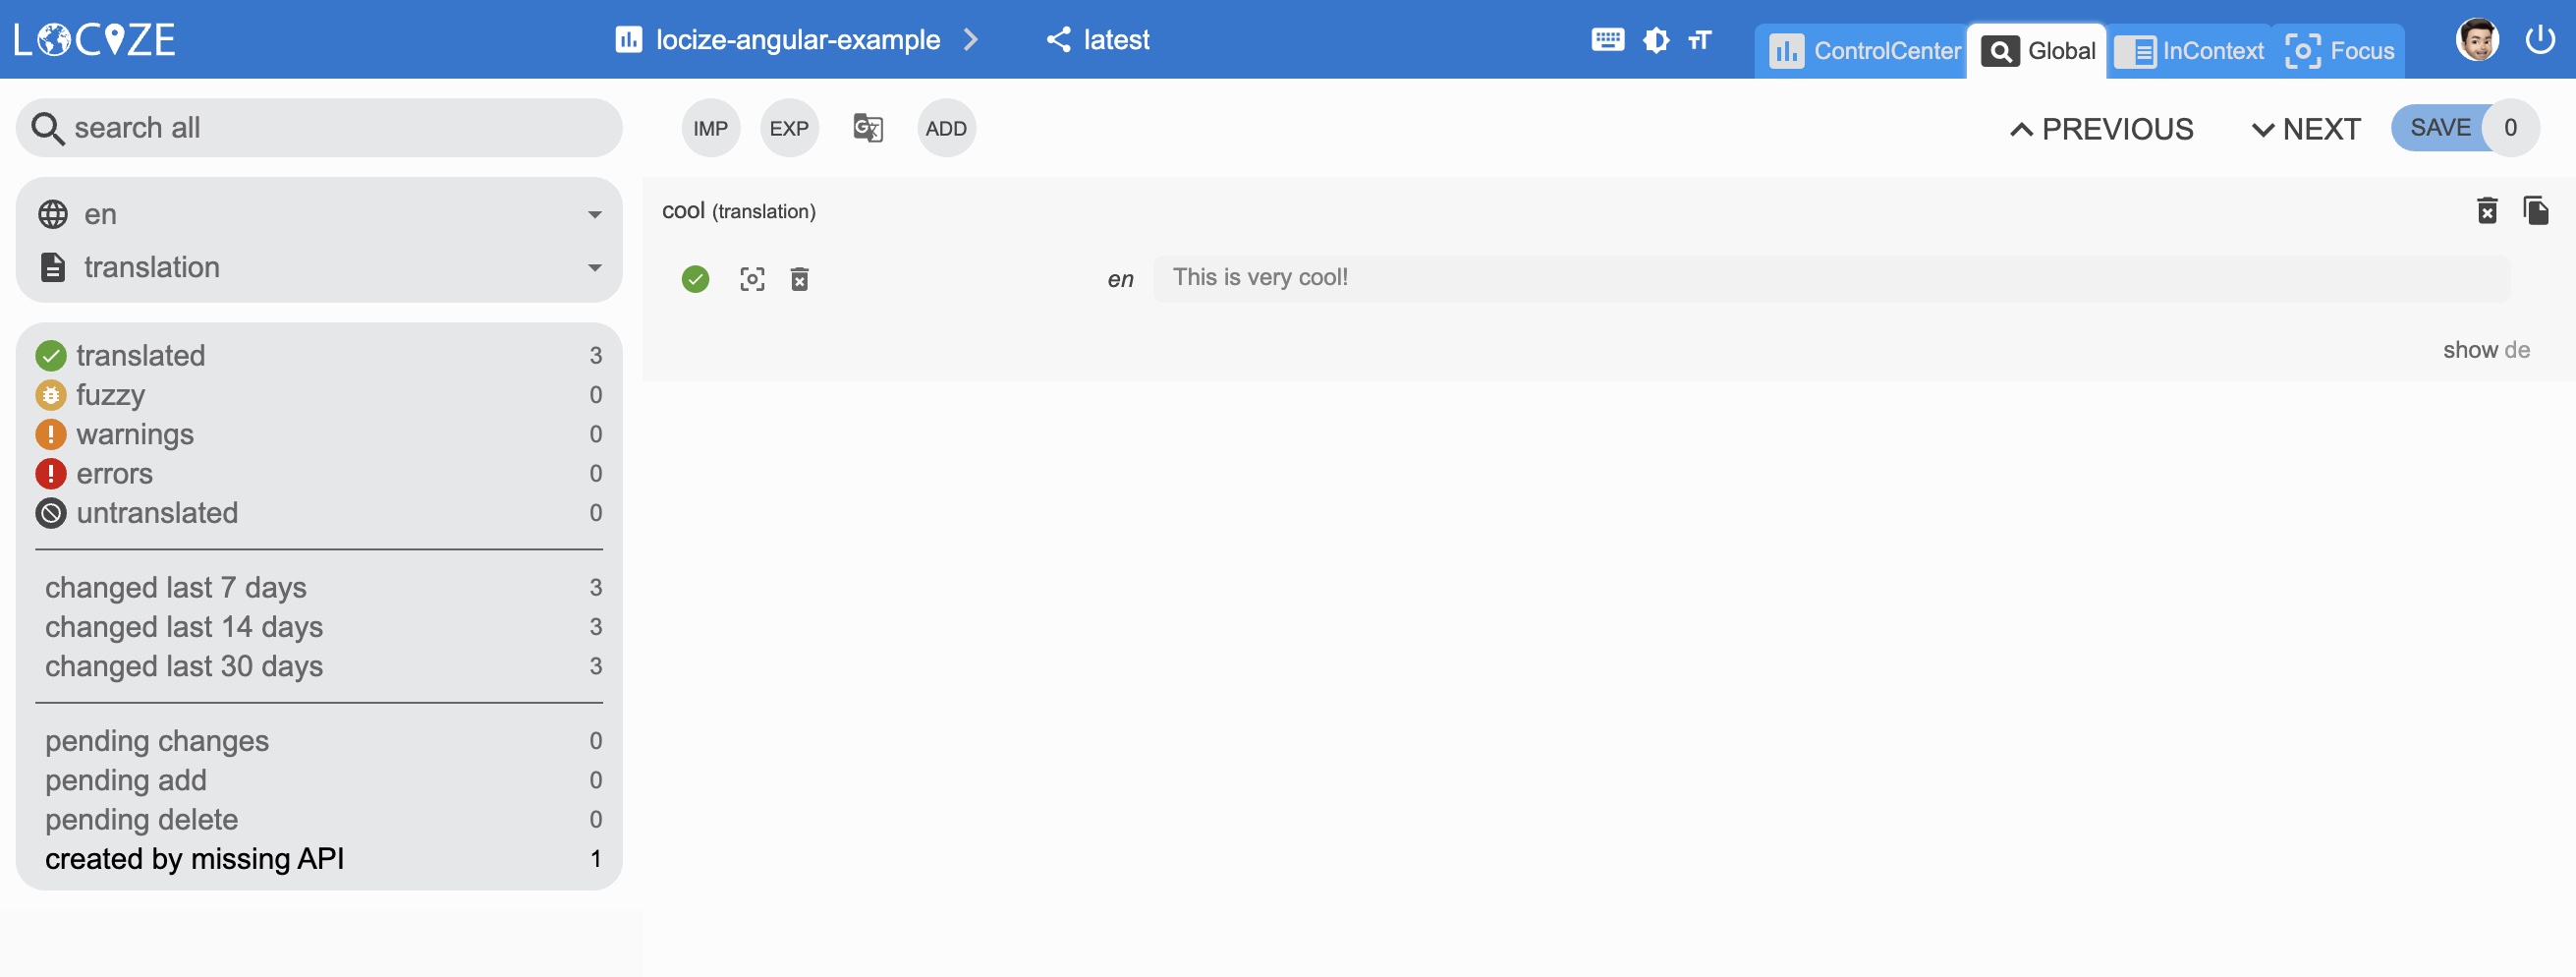 LOCIZE
locize-angular-example
latest
ControlCenter
Global
InContext
Focus
search all
IMP
EXP
ADD
PREVIOUS
NEXT
SAVE
0
en
translation
cool (translation)
en
This is very cool!
show de
translated 3
fuzzy 0
warnings 0
errors 0
untranslated 0
changed last 7 days 3
changed last 14 days 3
changed last 30 days 3
pending changes 0
pending add 0
pending delete 0
created by missing API 1